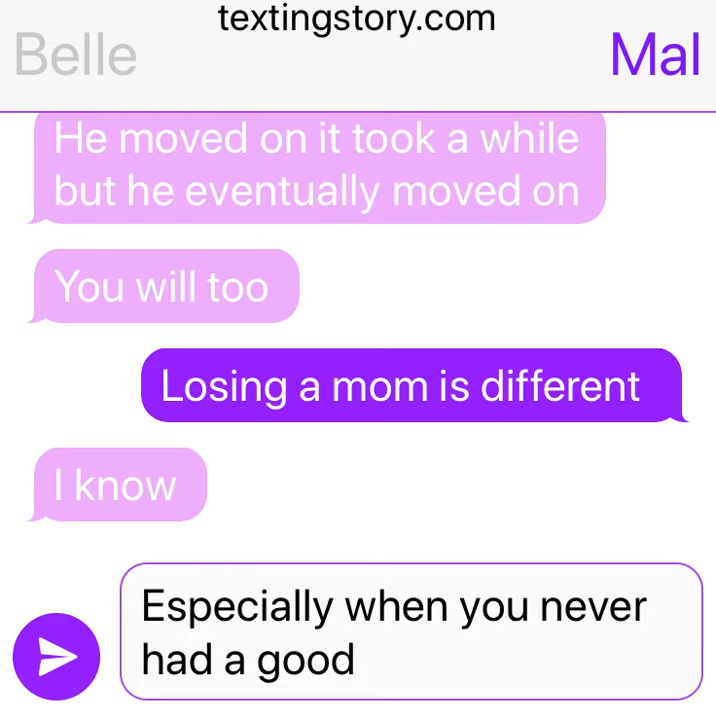 textingstory.com
Belle
Mal
He moved on it took a while
but he eventually moved on
You will too
Losing a mom is different
I know
Especially when you never
had a good